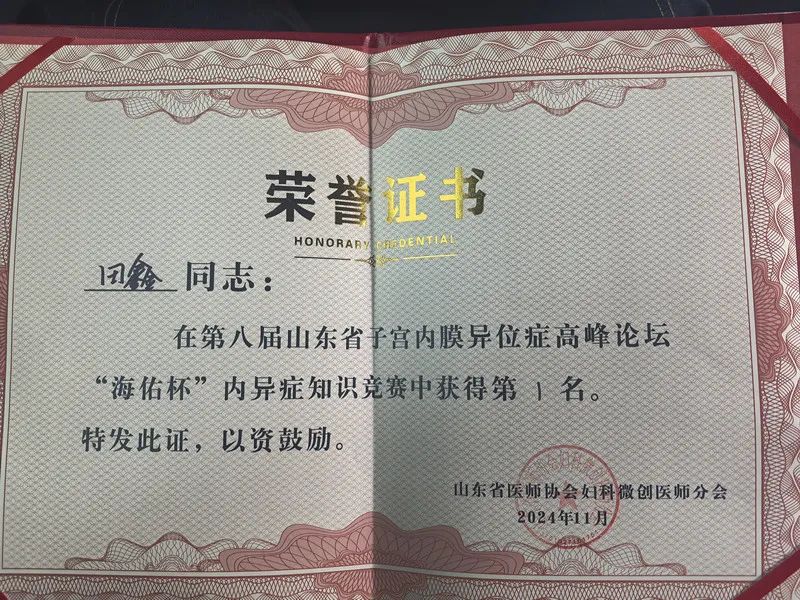 荣誉证书
HONORARY CREDENTIAL
田鑫 同志：
在第八届山东省子宫内膜异位症高峰论坛
“海佑杯”内异症知识竞赛中获得第 1 名。
特发此证，以资鼓励。
山东省医师协会妇科微创医师分会
2024年11月